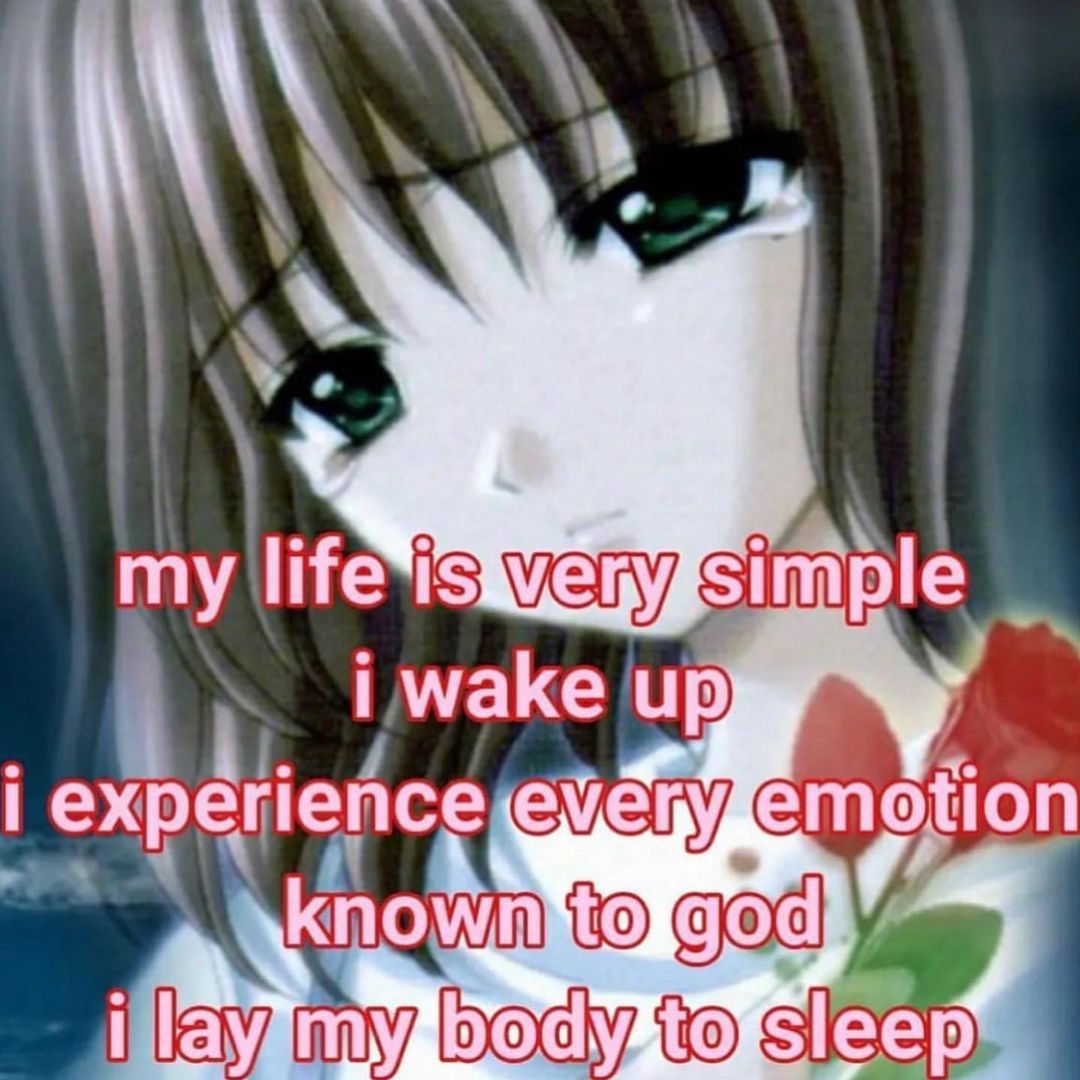 my life is very simple
i wake up
i experience every emotion
known to god
i lay my body to sleep